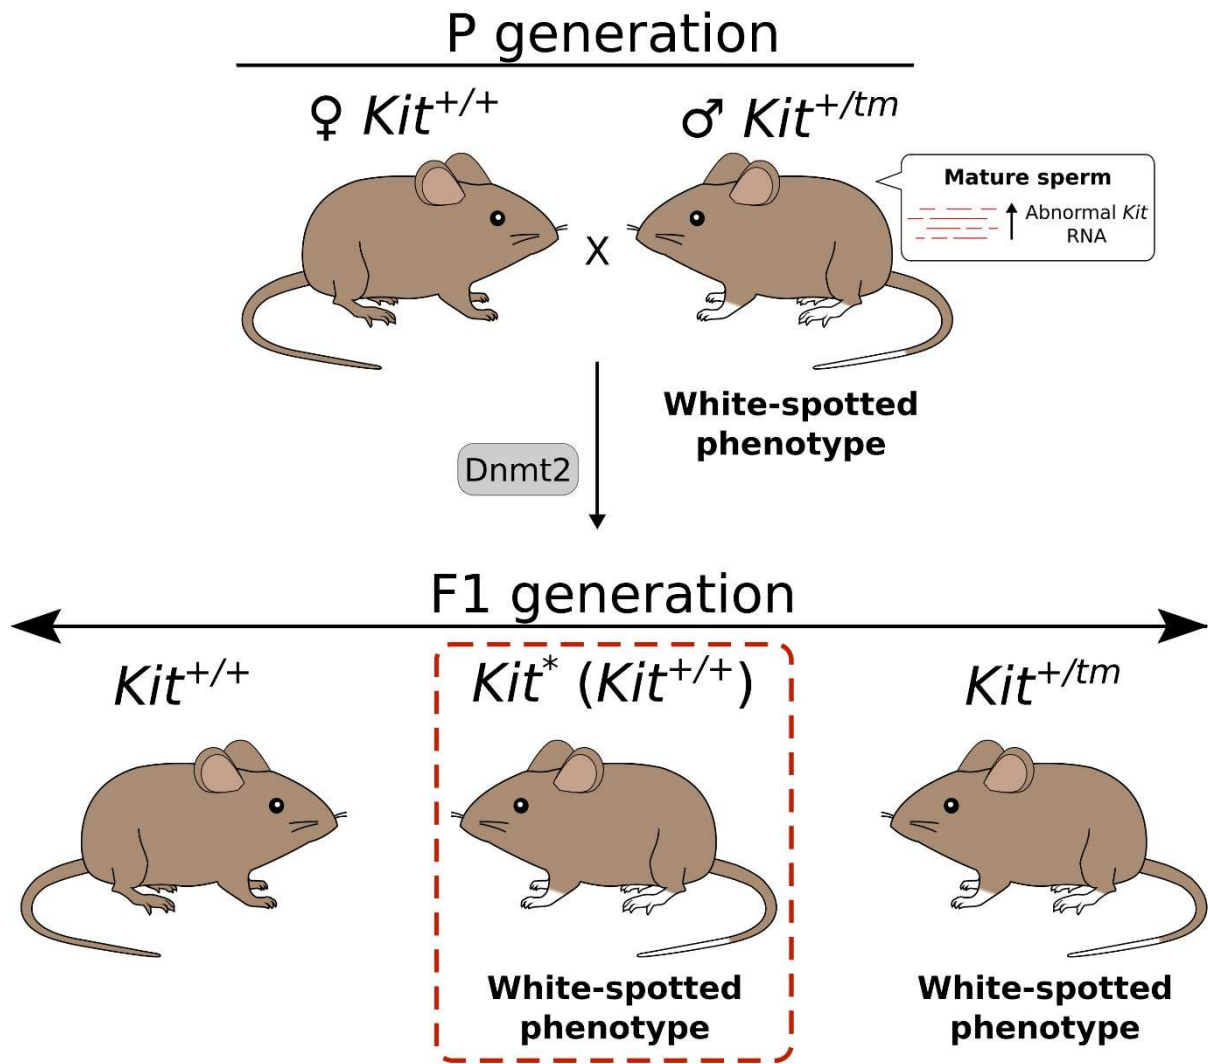 P generation
♀ Kit+/+
♂ Kit+/tm
Mature sperm
Abnormal Kit
RNA
X
White-spotted
phenotype
Dnmt2
F1 generation
Kit+/+
Kit* (Kit+/+)
Kit+/tm
White-spotted
phenotype
White-spotted
phenotype